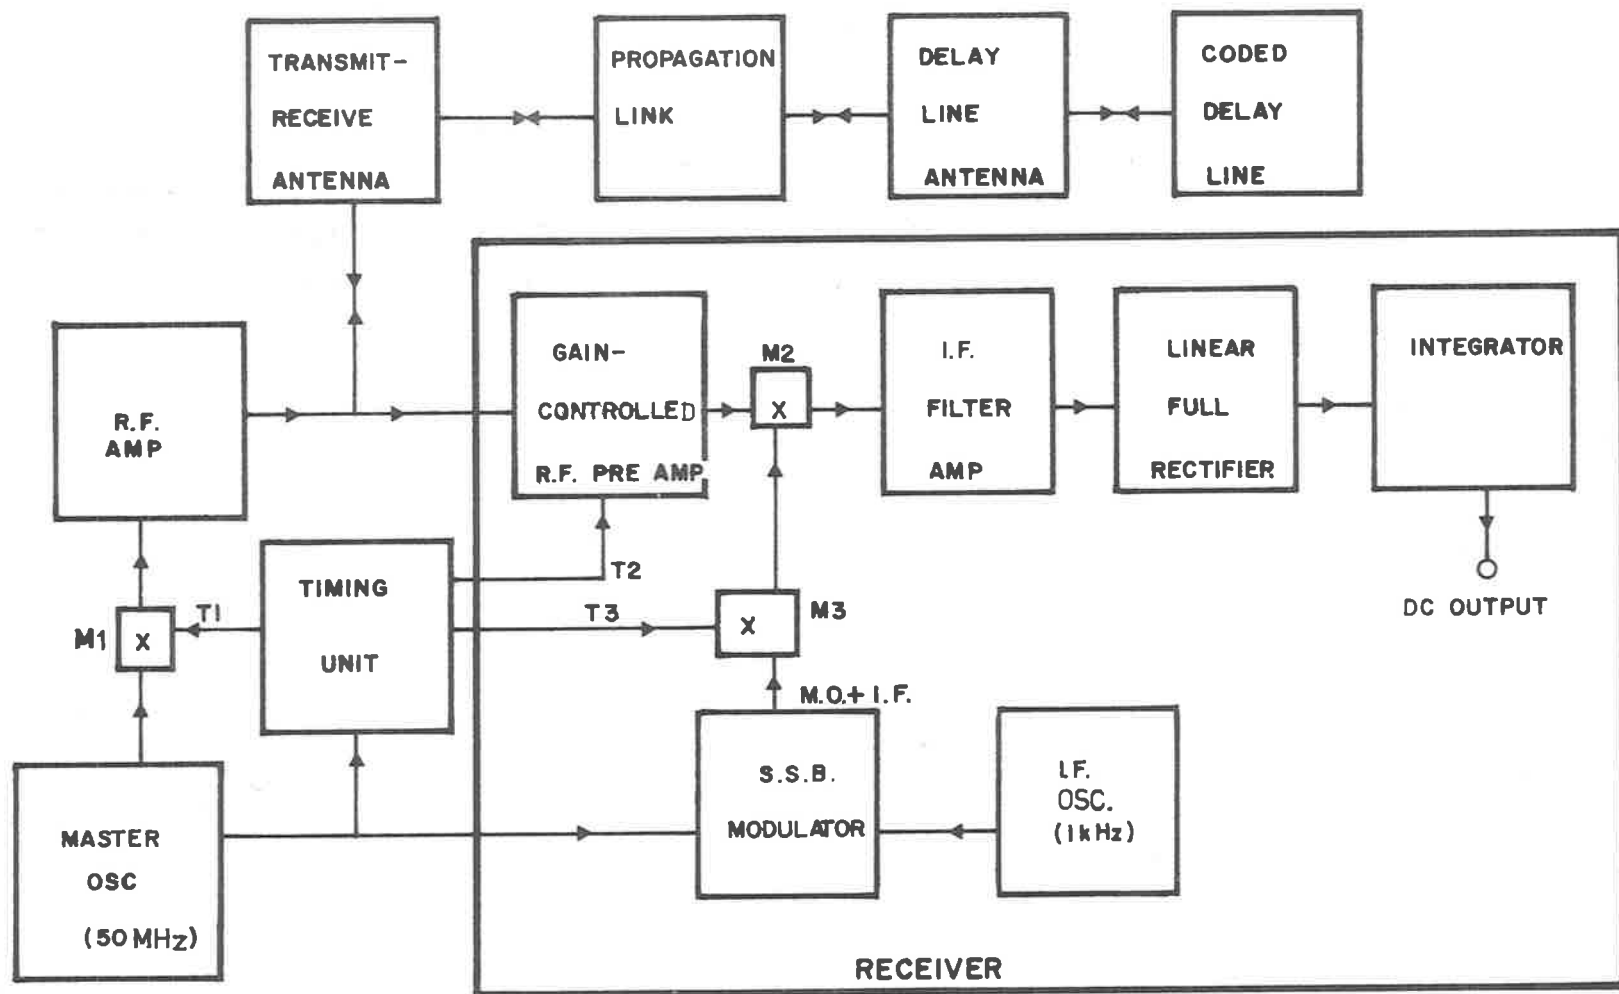 TRANSMIT-
RECEIVE
ANTENNA
PROPAGATION
LINK
DELAY
LINE
ANTENNA
CODED
DELAY
LINE
R.F.
AMP
GAIN-
CONTROLLED
R.F. PRE AMP
M2
X
I.F.
FILTER
AMP
LINEAR
FULL
RECTIFIER
INTEGRATOR
DC OUTPUT
M1
X
T1
TIMING
UNIT
T2
T3
X
M3
M.O.+ I.F.
MASTER
OSC
(50MHz)
S.S.B.
MODULATOR
I.F.
OSC.
(1kHz)
RECEIVER